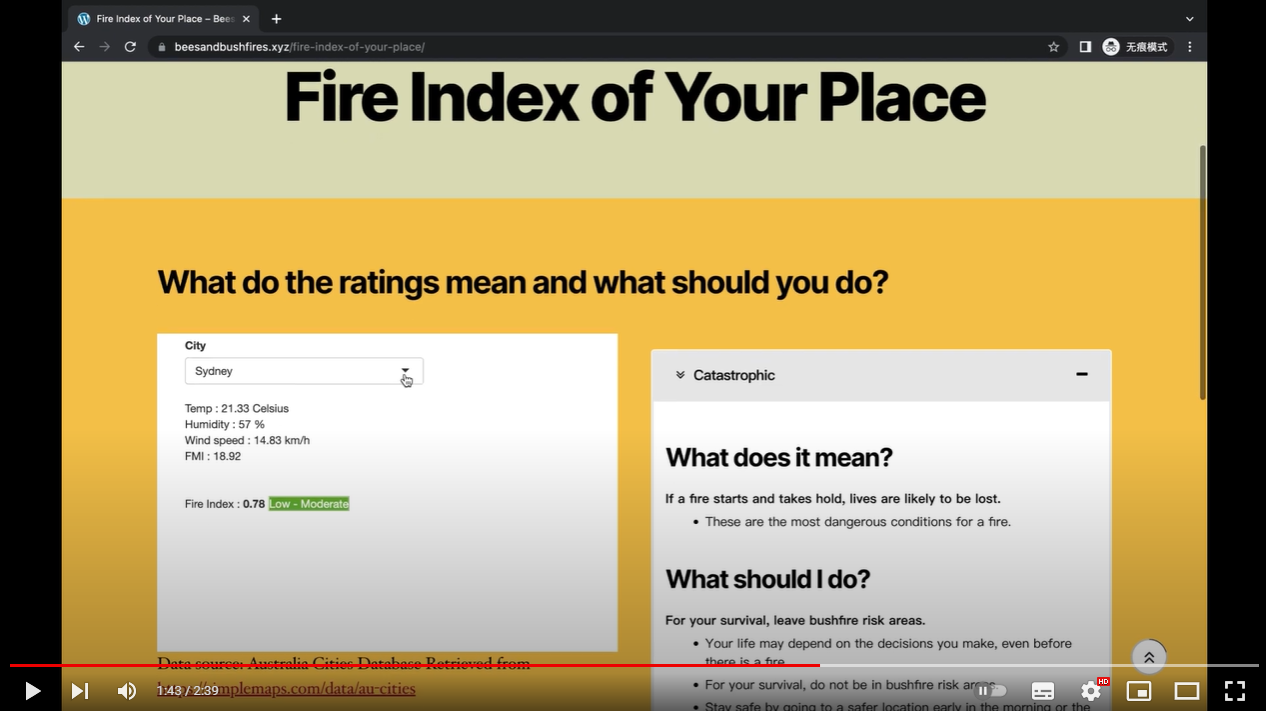 Fire Index of Your Place – Bees
beesandbushfires.xyz/fire-index-of-your-place/
无痕模式
Fire Index of Your Place
What do the ratings mean and what should you do?
City
Sydney
Temp : 21.33 Celsius
Humidity : 57 %
Wind speed : 14.83 km/h
FMI : 18.92
Fire Index : 0.78 Low - Moderate
Data source: Australia Cities Database Retrieved from
simplemaps.com/data/au-cities
Catastrophic
What does it mean?
If a fire starts and takes hold, lives are likely to be lost.
• These are the most dangerous conditions for a fire.
What should I do?
For your survival, leave bushfire risk areas.
• Your life may depend on the decisions you make, even before
there is a fire.
• For your survival, do not be in bushfire risk areas.
• Stay safe by going to a safer location early in the morning or the
1:43 / 2:39
HD